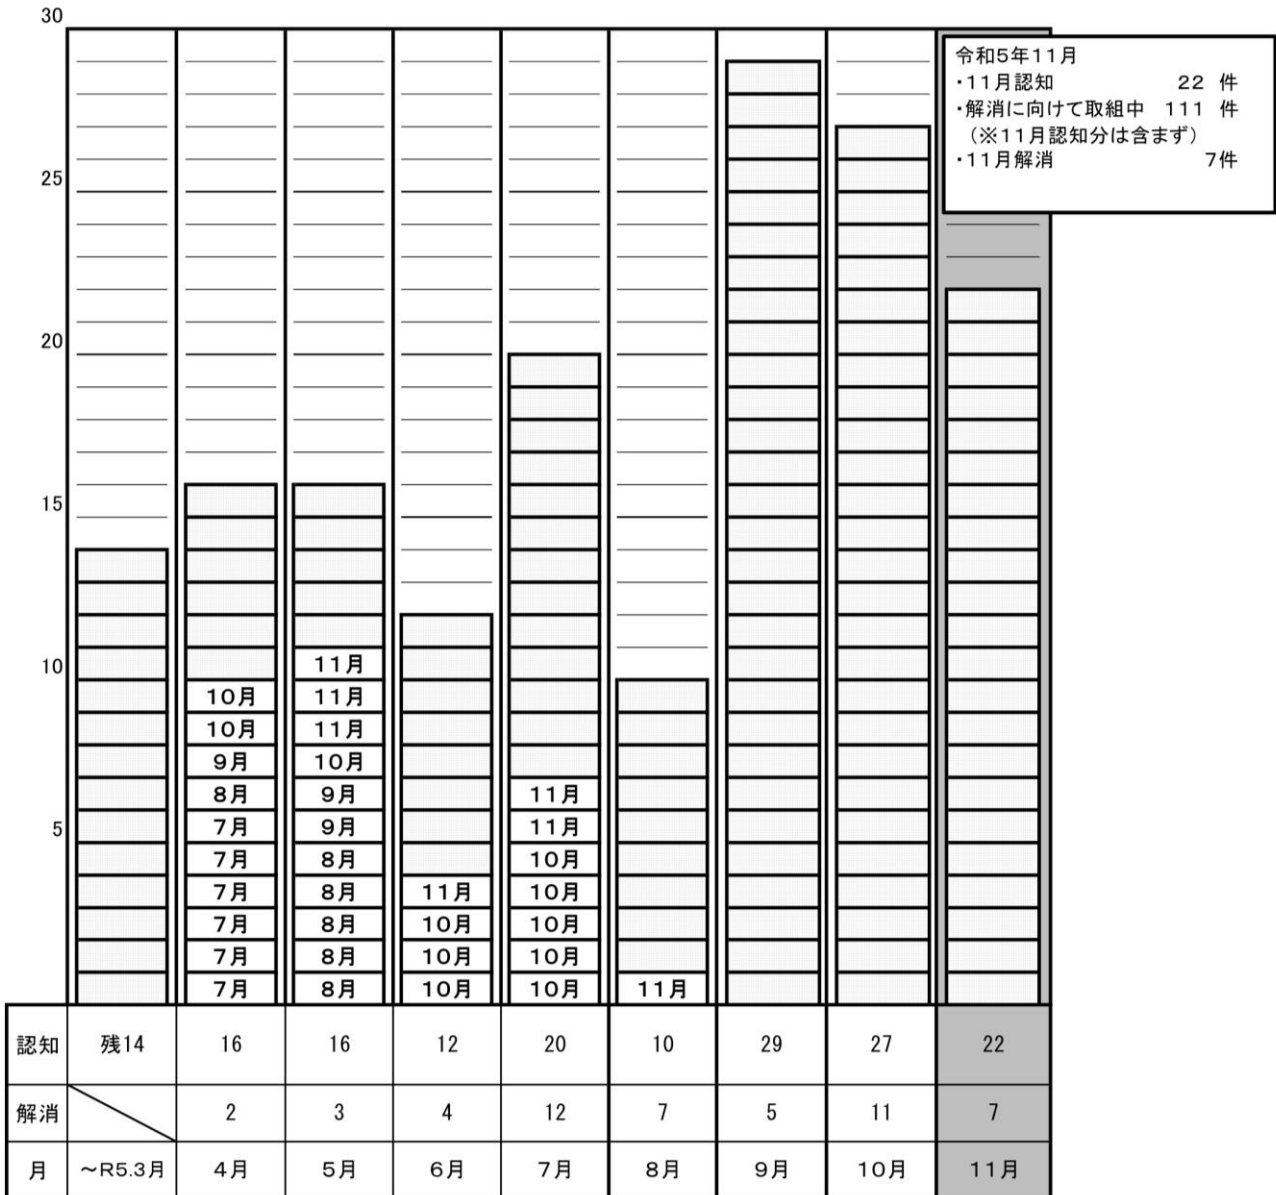 30
令和5年11月
・11月認知 22 件
・解消に向けて取組中 111 件
(※11月認知分は含まず)
・11月解消 7件
25
20
15
10
5
11月
10月 11月
10月 11月
9月 10月
8月 9月 11月
7月 9月 11月
7月 8月 10月
7月 8月 11月 10月
7月 8月 10月 10月
7月 8月 10月 10月
7月 8月 10月 10月 11月
認知 残14 16 16 12 20 10 29 27 22
解消 2 3 4 12 7 5 11 7
月 ~R5.3月 4月 5月 6月 7月 8月 9月 10月 11月